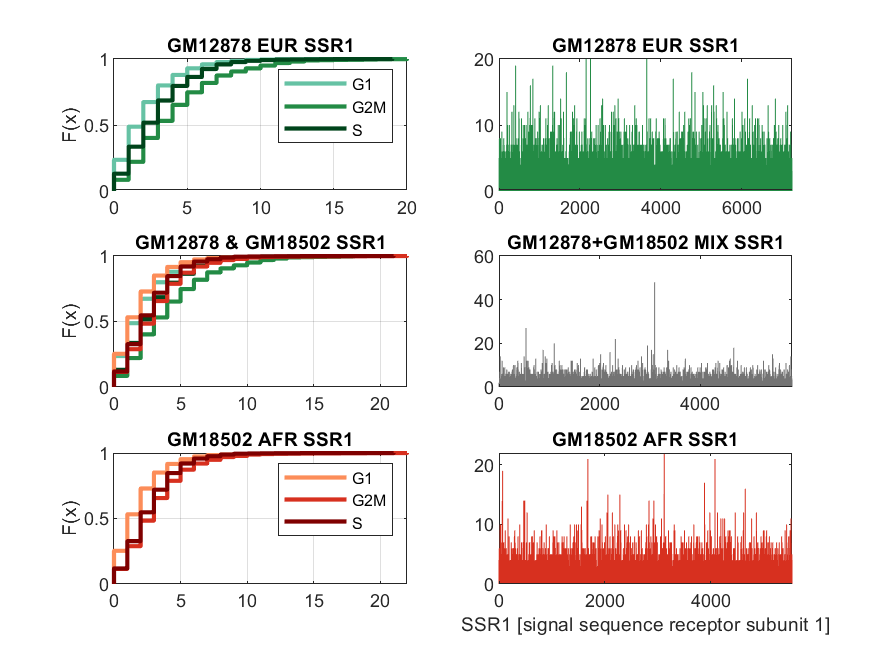 GM12878 EUR SSR1
F(x)
1
0.5
0
0 5 10 15 20
G1
G2M
S
GM12878 EUR SSR1
20
10
0
0 2000 4000 6000
GM12878 & GM18502 SSR1
F(x)
1
0.5
0
0 5 10 15 20
GM12878+GM18502 MIX SSR1
60
40
20
0
0 2000 4000
GM18502 AFR SSR1
F(x)
1
0.5
0
0 5 10 15 20
G1
G2M
S
GM18502 AFR SSR1
20
10
0
0 2000 4000
SSR1 [signal sequence receptor subunit 1]